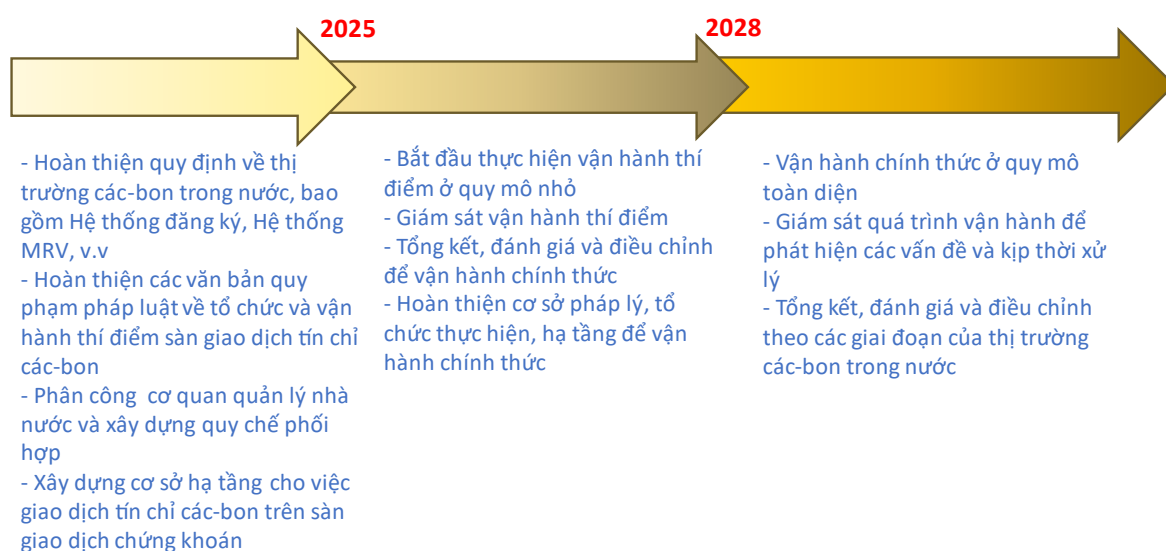 2025
2028
- Hoàn thiện quy định về thị
trường các-bon trong nước, bao
gồm Hệ thống đăng ký, Hệ thống
MRV, v.v
- Hoàn thiện các văn bản quy
phạm pháp luật về tổ chức và vận
hành thí điểm sàn giao dịch tín chỉ
các-bon
- Phân công cơ quan quản lý nhà
nước và xây dựng quy chế phối
hợp
- Xây dựng cơ sở hạ tầng cho việc
giao dịch tín chỉ các-bon trên sàn
giao dịch chứng khoán
- Bắt đầu thực hiện vận hành thí
điểm ở quy mô nhỏ
- Giám sát vận hành thí điểm
- Tổng kết, đánh giá và điều chỉnh
để vận hành chính thức
- Hoàn thiện cơ sở pháp lý, tổ
chức thực hiện, hạ tầng để vận
hành chính thức
- Vận hành chính thức ở quy mô
toàn diện
- Giám sát quá trình vận hành để
phát hiện các vấn đề và kịp thời xử
lý
- Tổng kết, đánh giá và điều chỉnh
theo các giai đoạn của thị trường
các-bon trong nước